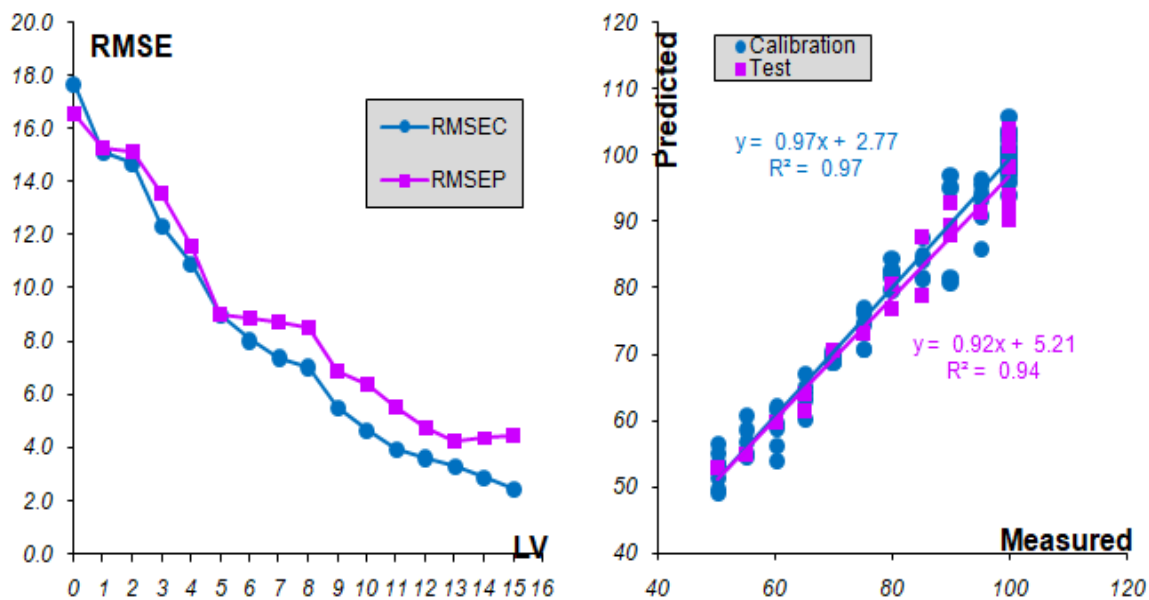 RMSE
20.0
18.0
16.0
14.0
12.0
10.0
8.0
6.0
4.0
2.0
0.0
RMSEC
RMSEP
LV
0 1 2 3 4 5 6 7 8 9 10 11 12 13 14 15 16
Predicted
120
110
100
90
80
70
60
50
40
Calibration
Test
y = 0.97x + 2.77
R² = 0.97
y = 0.92x + 5.21
R² = 0.94
Measured
40 60 80 100 120